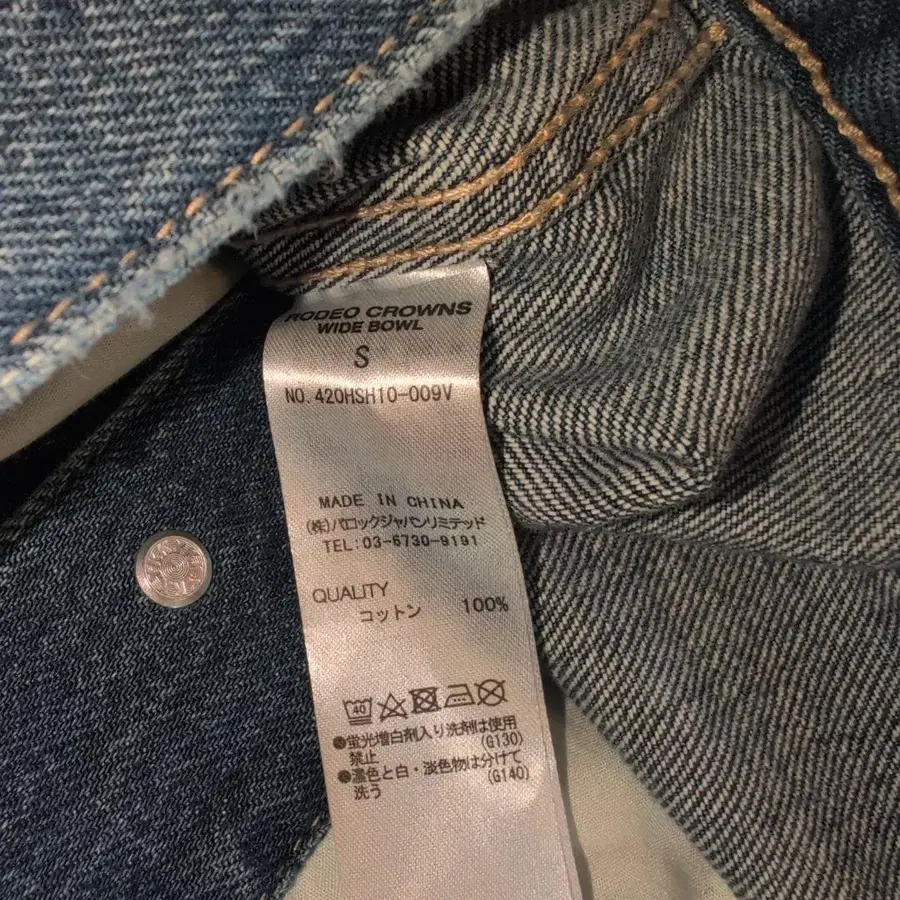 RODEO CROWNS
WIDE BOWL
S
NO.420HSH10-009V
MADE IN CHINA
(株)バロックジャパンリミテッド
TEL:03-6730-9191
QUALITY
コットン 100%
40
●蛍光増白剤入り洗剤は使用
禁止 (G130)
●濃色と白・淡色物は分けて
洗う (G140)